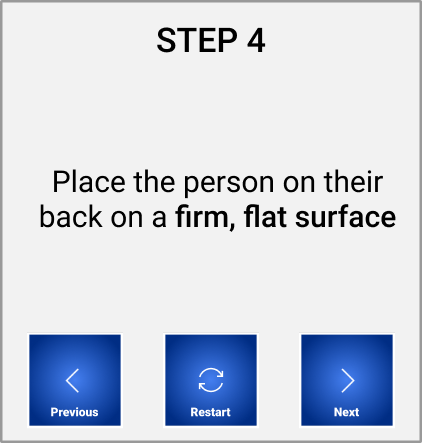 STEP 4
Place the person on their
back on a firm, flat surface
Previous
Restart
Next